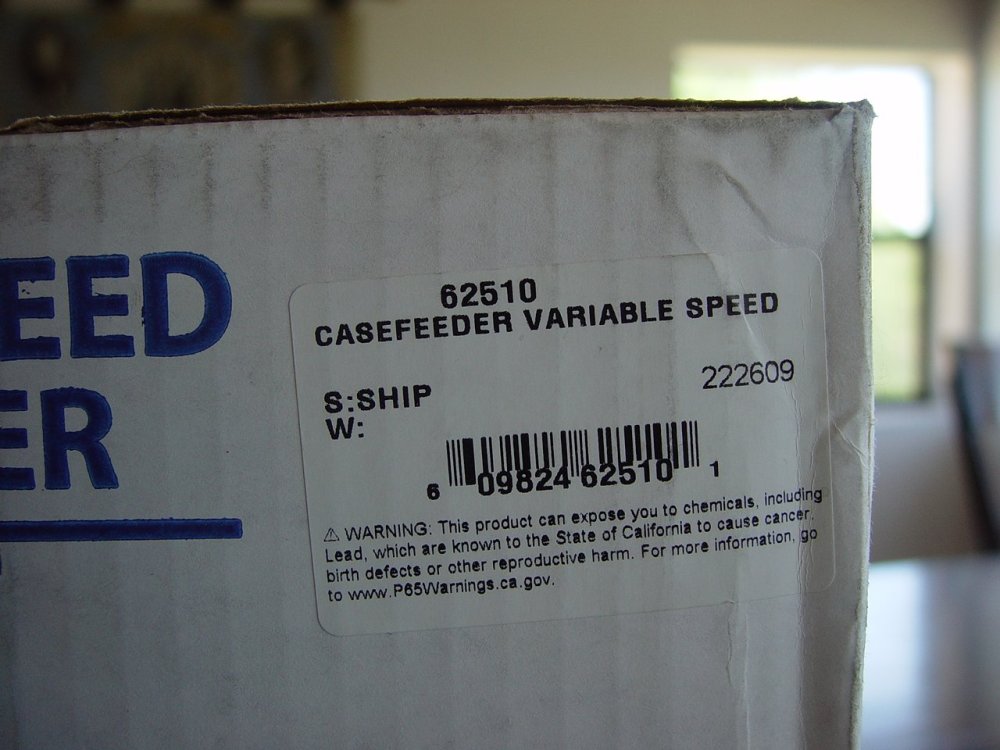 EED
ER
62510
CASEFEEDER VARIABLE SPEED
222609
S:SHIP
W:
6 09824 62510 1
⚠ WARNING: This product can expose you to chemicals, including
Lead, which are known to the State of California to cause cancer,
birth defects or other reproductive harm. For more information, go
to www.P65Warnings.ca.gov.